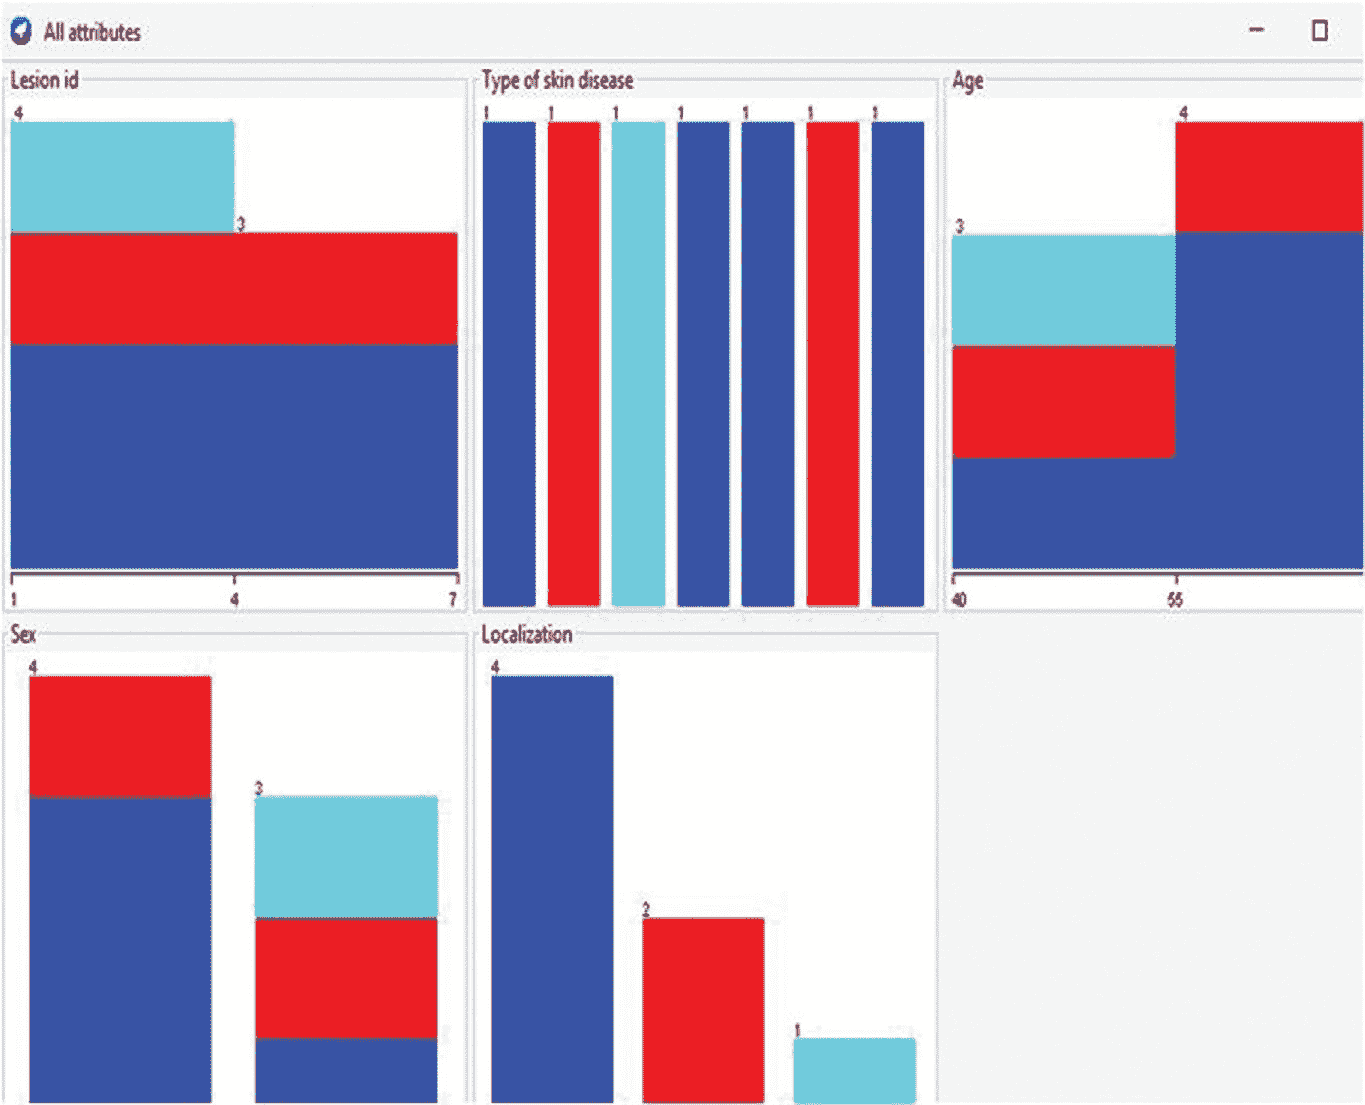 All attributes
Lesion id
4
3
1 4 7
Type of skin disease
1 1 1 1 1 1 1
Age
4
3
40 55
Sex
4
3
Localization
4
2
1